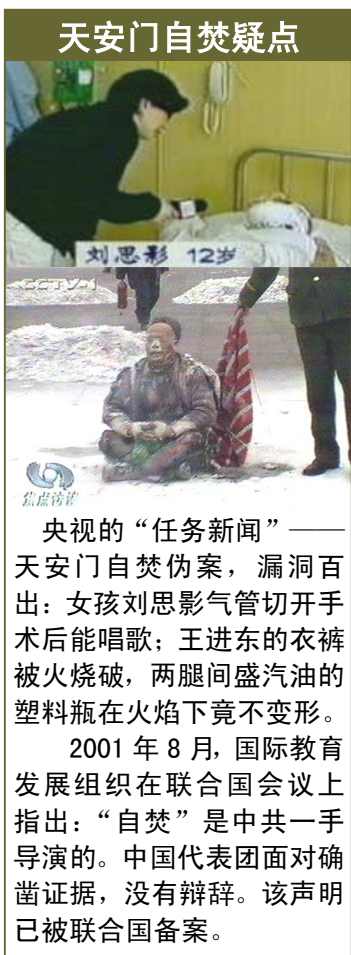 天安门自焚疑点
刘思影 12岁
CCTV-1
焦点访谈
央视的“任务新闻”——
天安门自焚伪案，漏洞百
出：女孩刘思影气管切开手
术后能唱歌；王进东的衣裤
被火烧破，两腿间盛汽油的
塑料瓶在火焰下竟不变形。
2001 年 8 月，国际教育
发展组织在联合国会议上
指出：“自焚”是中共一手
导演的。中国代表团面对确
凿证据，没有辩辞。该声明
已被联合国备案。